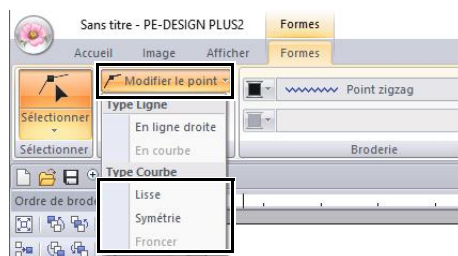 Sans titre - PE-DESIGN PLUS2
Formes
Accueil Image Afficher Formes
Modifier le point
Point zigzag
Sélectionner
Type Ligne
En ligne droite
Sélectionner
En courbe
Broderie
Type Courbe
Ordre de brod
Lisse
Symétrie
Froncer